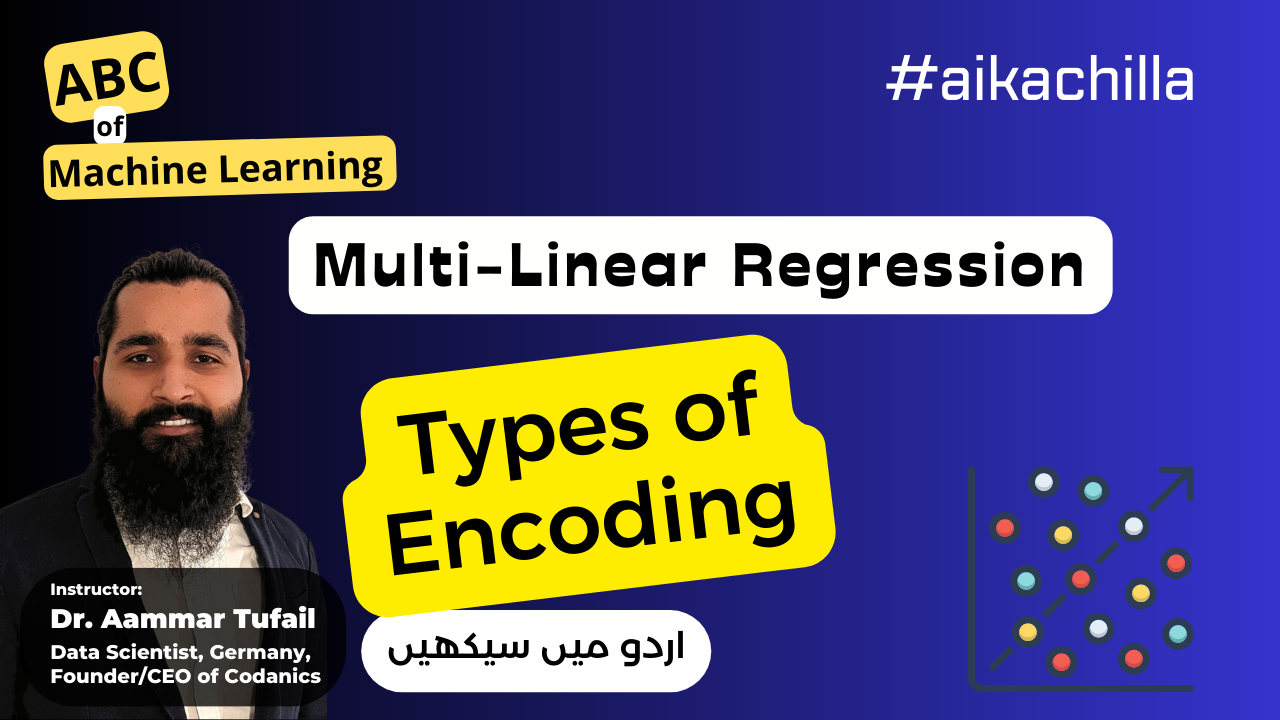 ABC
of
Machine Learning
#aikachilla
Multi-Linear Regression
Types of
Encoding
اردو میں سیکھیں
Instructor:
Dr. Aammar Tufail
Data Scientist, Germany,
Founder/CEO of Codanics